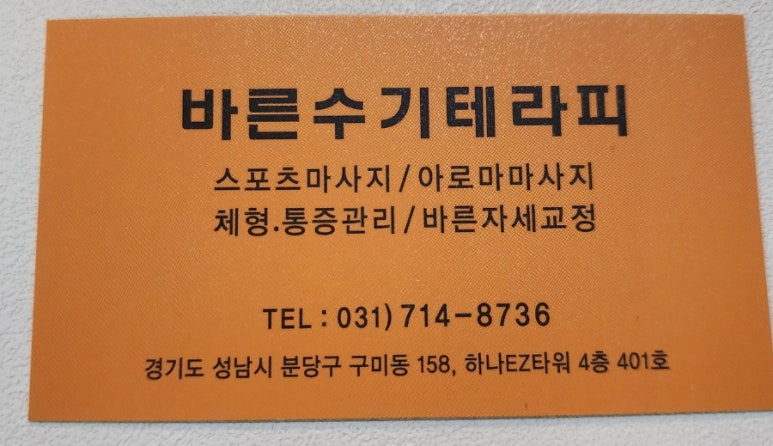 바른수기테라피
스포츠마사지/아로마마사지
체형.통증관리/바른자세교정
TEL : 031) 714-8736
경기도 성남시 분당구 구미동 158, 하나EZ타워 4층 401호